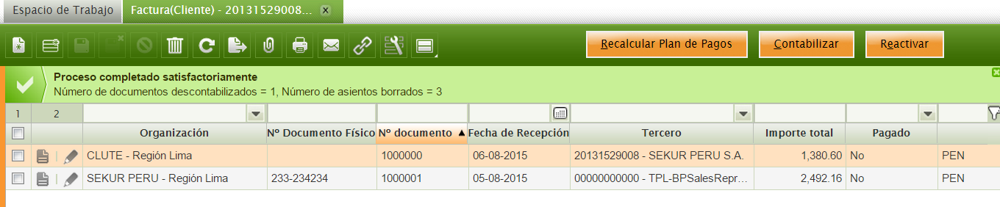 Espacio de Trabajo
Factura(Cliente) - 20131529008...
Recalcular Plan de Pagos
Contabilizar
Reactivar
Proceso completado satisfactoriamente
Número de documentos descontabilizados = 1, Número de asientos borrados = 3
1 2
Organización Nº Documento Físico Nº documento Fecha de Recepción Tercero Importe total Pagado
CLUTE - Región Lima 1000000 06-08-2015 20131529008 - SEKUR PERU S.A. 1,380.60 No PEN
SEKUR PERU - Región Lima 233-234234 1000001 05-08-2015 00000000000 - TPL-BPSalesRepr... 2,492.16 No PEN